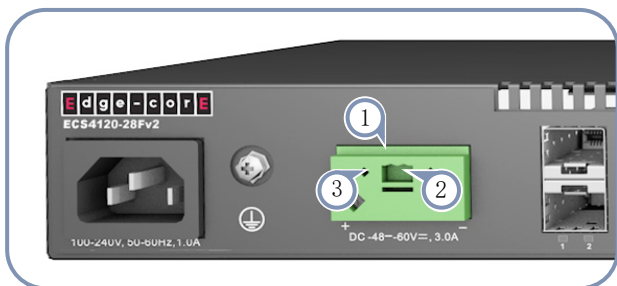 Edge-corE
ECS4120-28Fv2
1
3
2
100-240V, 50-60Hz, 1.0A
+
−
DC -48−-60V⎓, 3.0A
1 2